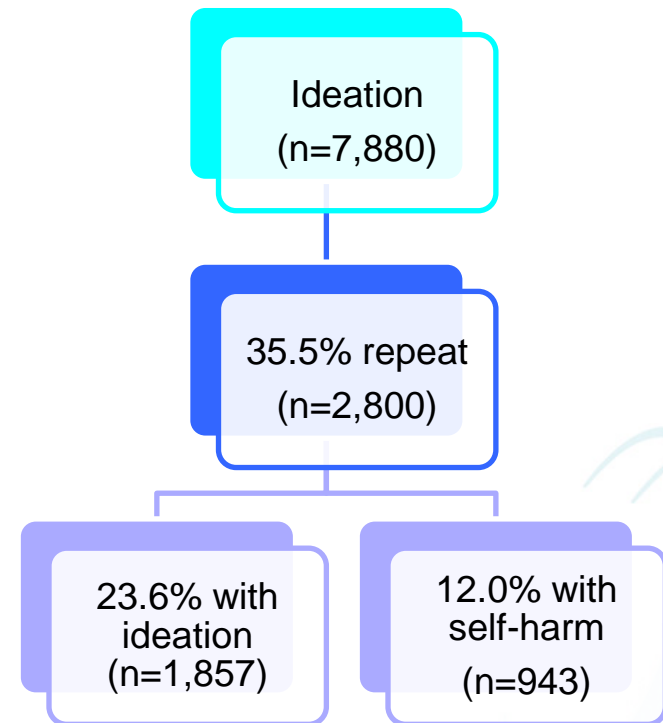 Ideation
(n=7,880)
35.5% repeat
(n=2,800)
23.6% with
ideation
(n=1,857)
12.0% with
self-harm
(n=943)